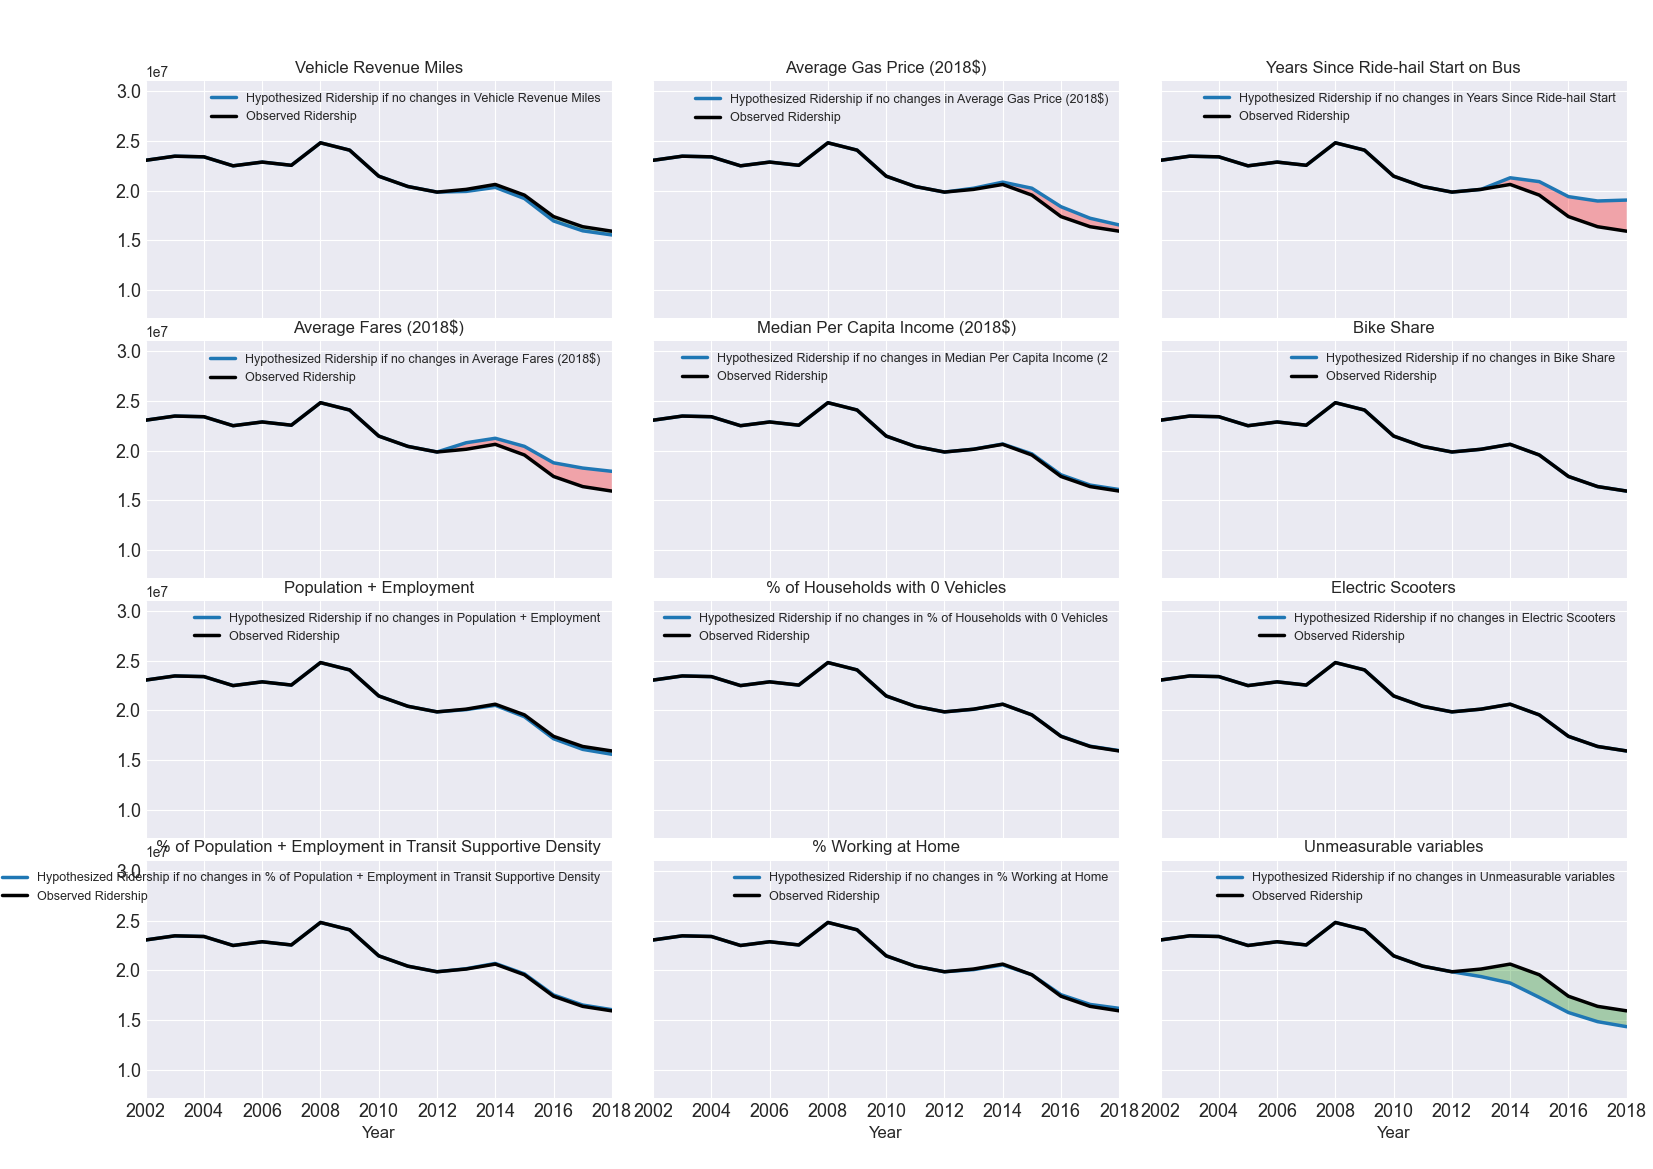 Vehicle Revenue Miles
1e7
3.0
2.5
2.0
1.5
1.0
Hypothesized Ridership if no changes in Vehicle Revenue Miles
Observed Ridership
Average Gas Price (2018$)
Hypothesized Ridership if no changes in Average Gas Price (2018$)
Observed Ridership
Years Since Ride-hail Start on Bus
Hypothesized Ridership if no changes in Years Since Ride-hail Start
Observed Ridership
Average Fares (2018$)
1e7
3.0
2.5
2.0
1.5
1.0
Hypothesized Ridership if no changes in Average Fares (2018$)
Observed Ridership
Median Per Capita Income (2018$)
Hypothesized Ridership if no changes in Median Per Capita Income (2
Observed Ridership
Bike Share
Hypothesized Ridership if no changes in Bike Share
Observed Ridership
Population + Employment
1e7
3.0
2.5
2.0
1.5
1.0
Hypothesized Ridership if no changes in Population + Employment
Observed Ridership
% of Households with 0 Vehicles
Hypothesized Ridership if no changes in % of Households with 0 Vehicles
Observed Ridership
Electric Scooters
Hypothesized Ridership if no changes in Electric Scooters
Observed Ridership
% of Population + Employment in Transit Supportive Density
1e7
3.0
2.5
2.0
1.5
1.0
Hypothesized Ridership if no changes in % of Population + Employment in Transit Supportive Density
Observed Ridership
2002 2004 2006 2008 2010 2012 2014 2016 2018
Year
% Working at Home
Hypothesized Ridership if no changes in % Working at Home
Observed Ridership
2002 2004 2006 2008 2010 2012 2014 2016 2018
Year
Unmeasurable variables
Hypothesized Ridership if no changes in Unmeasurable variables
Observed Ridership
2002 2004 2006 2008 2010 2012 2014 2016 2018
Year